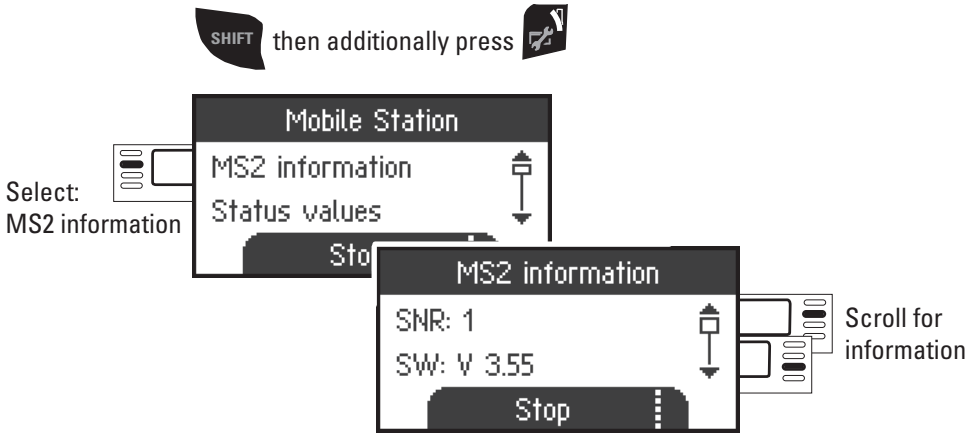 SHIFT then additionally press
Mobile Station
MS2 information
Status values
Sto
Select:
MS2 information
MS2 information
SNR: 1
SW: V 3.55
Stop
Scroll for
information